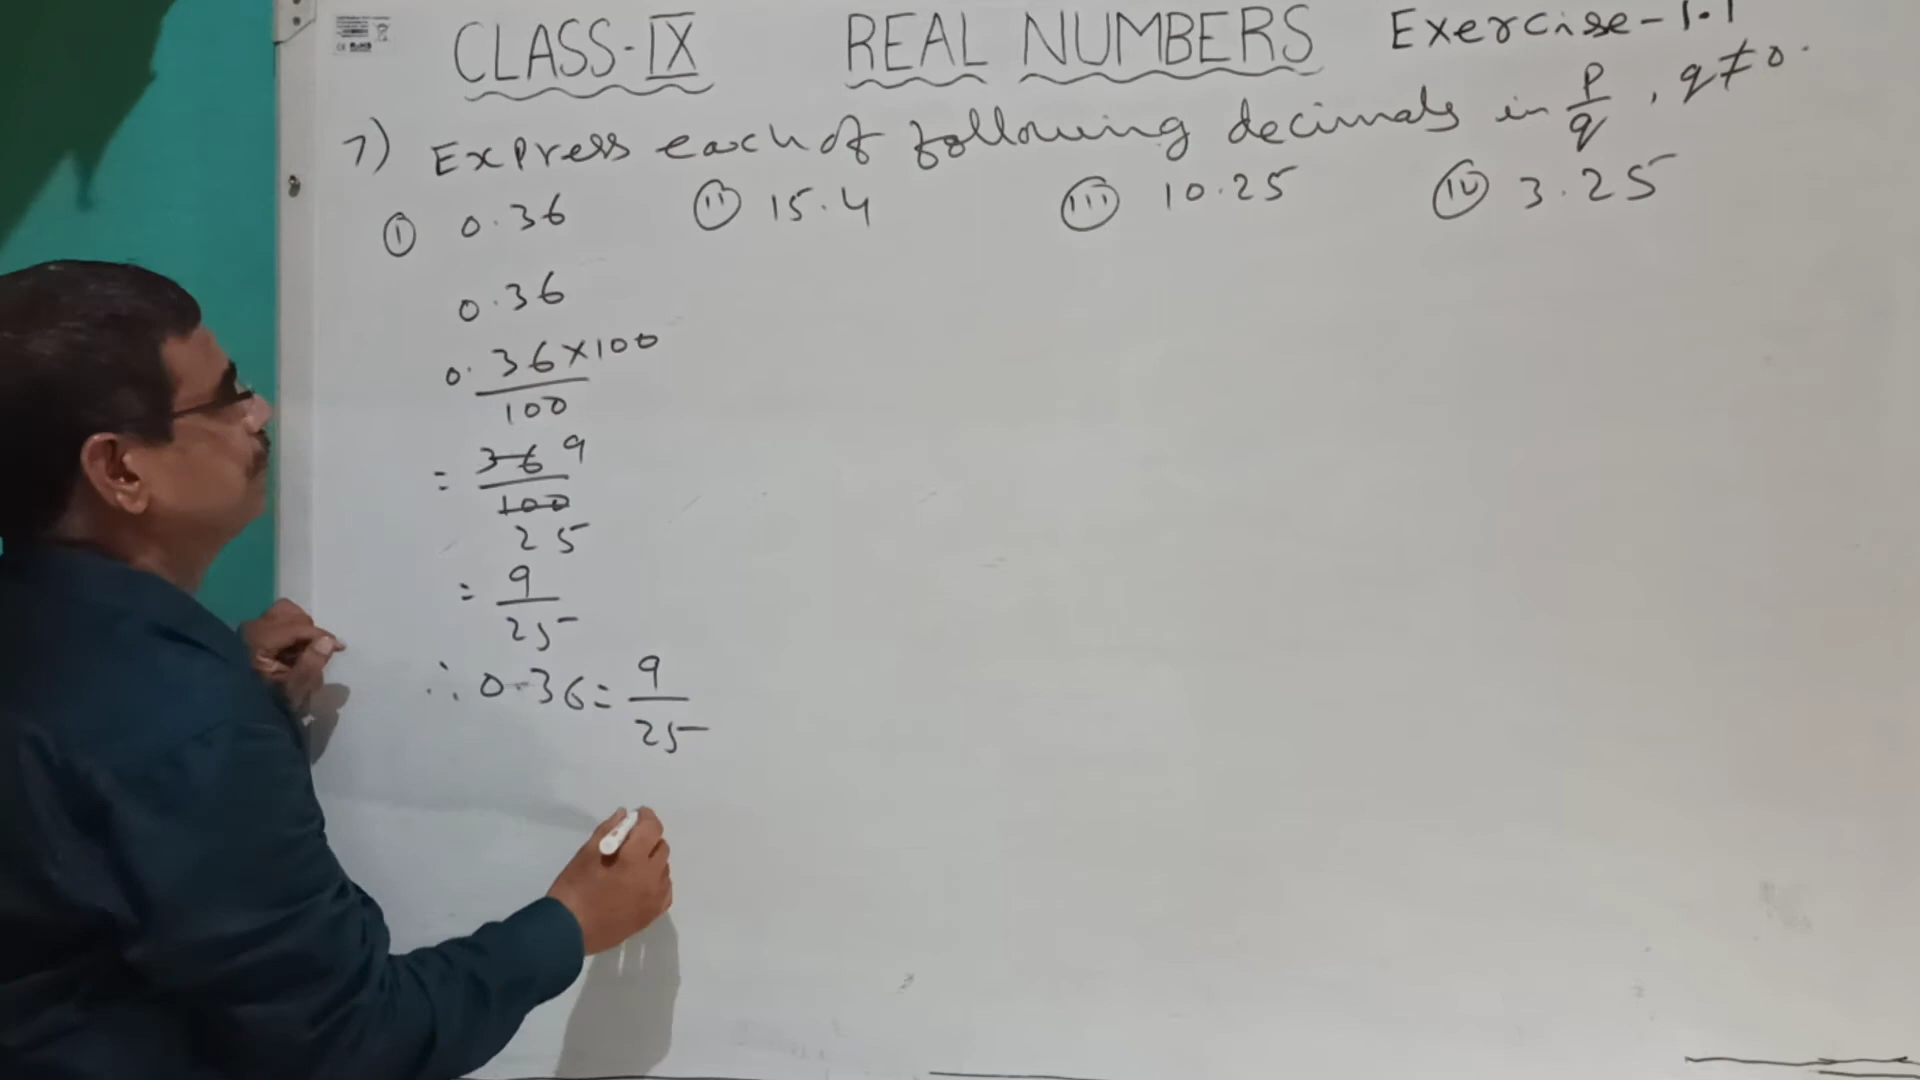 CLASS-IX REAL NUMBERS Exercise-1.1
7) Express each of following decimals in p/q, q≠0.
(i) 0.36 (ii) 15.4 (iii) 10.25 (iv) 3.25
0.36
0.36×100
100
= 36 9
100
25
= 9
25
∴ 0.36 = 9
25